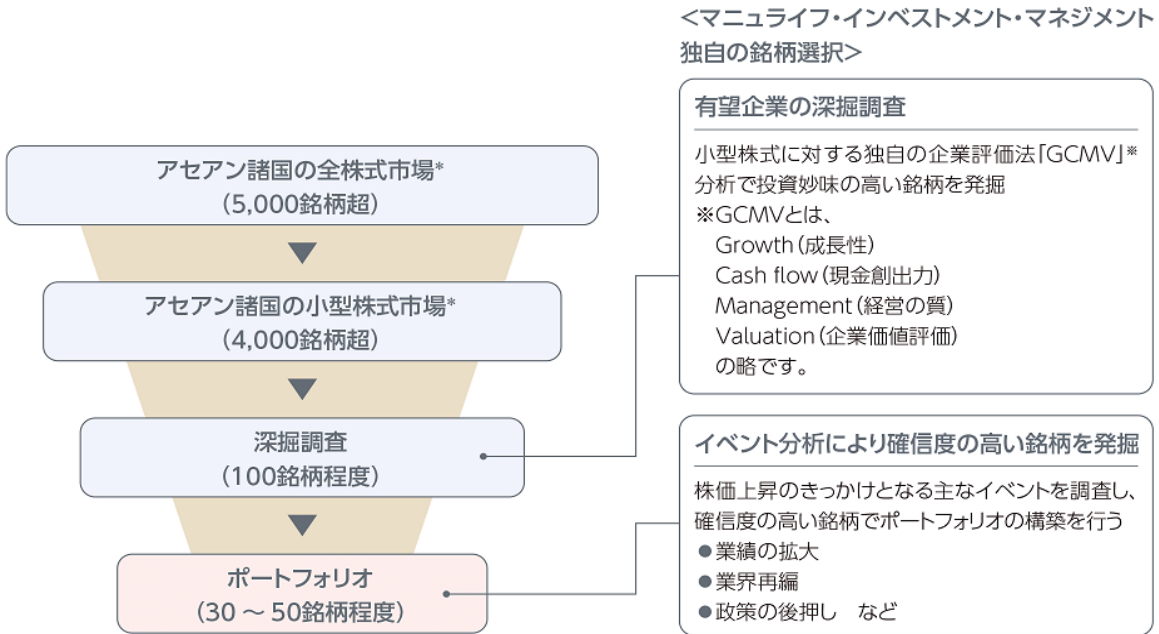 アセアン諸国の全株式市場*
(5,000銘柄超)
アセアン諸国の小型株式市場*
(4,000銘柄超)
深掘調査
(100銘柄程度)
ポートフォリオ
(30 ～ 50銘柄程度)
<マニュライフ・インベストメント・マネジメント
独自の銘柄選択>
有望企業の深掘調査
小型株式に対する独自の企業評価法「GCMV」※
分析で投資妙味の高い銘柄を発掘
※GCMVとは、
Growth(成長性)
Cash flow(現金創出力)
Management(経営の質)
Valuation(企業価値評価)
の略です。
イベント分析により確信度の高い銘柄を発掘
株価上昇のきっかけとなる主なイベントを調査し、
確信度の高い銘柄でポートフォリオの構築を行う
●業績の拡大
●業界再編
●政策の後押し　など